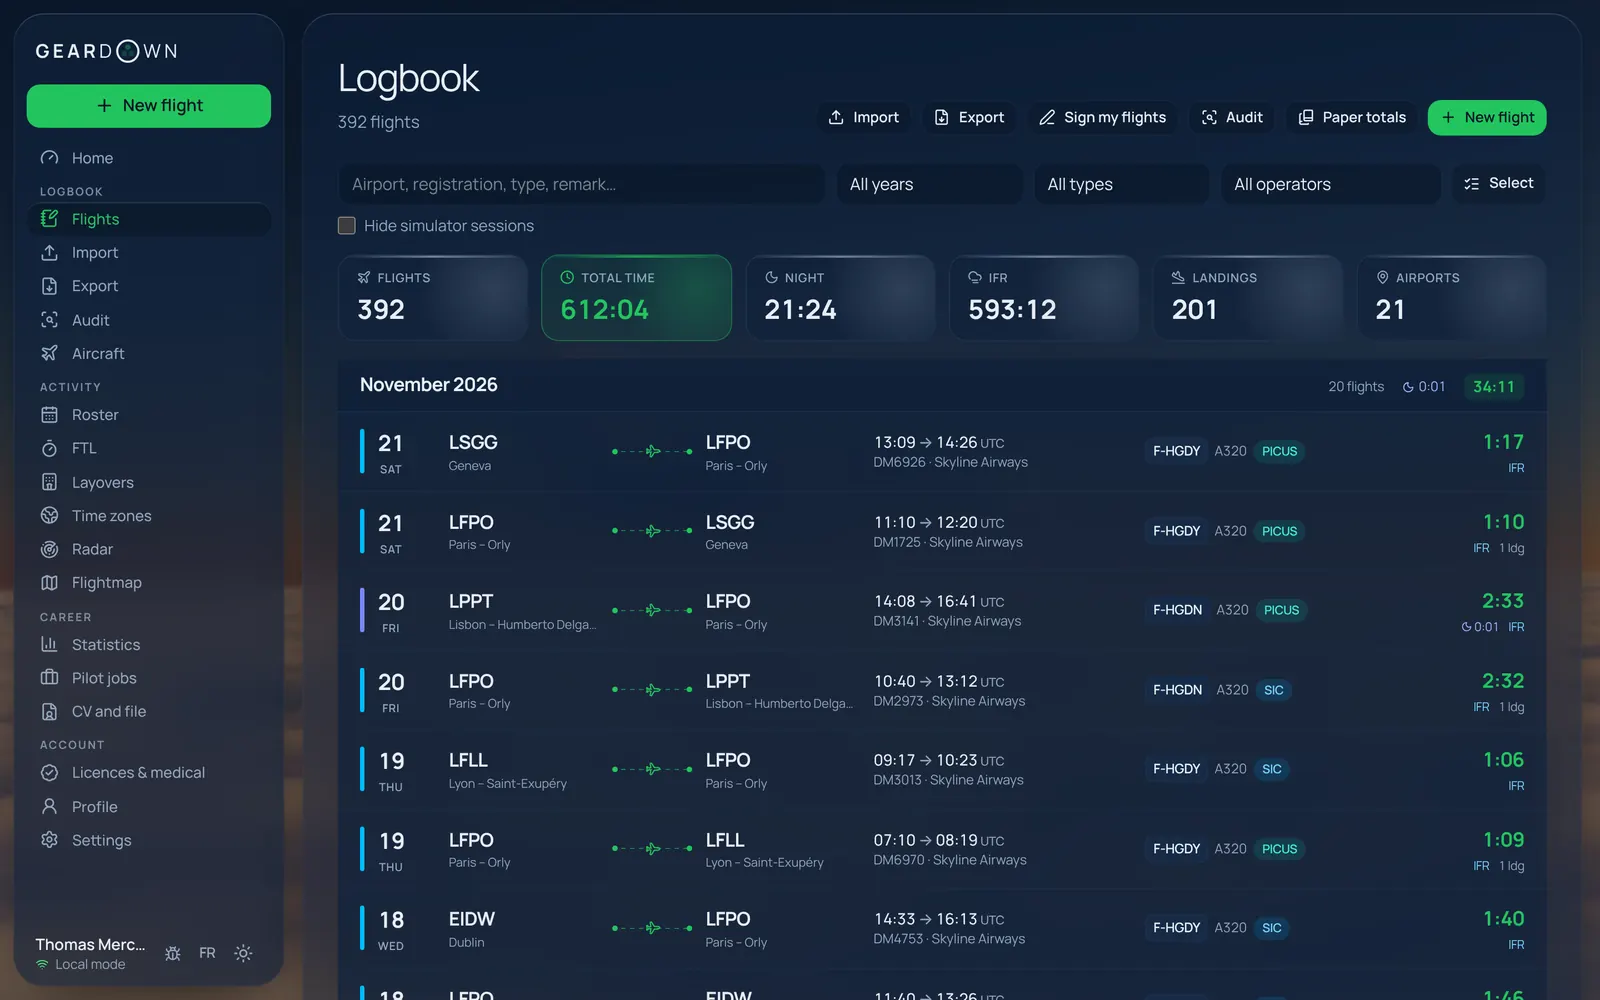 GEARDOWN
+ New flight
Home
LOGBOOK
Flights
Import
Export
Audit
Aircraft
ACTIVITY
Roster
FTL
Layovers
Time zones
Radar
Flightmap
CAREER
Statistics
Pilot jobs
CV and file
ACCOUNT
Licences & medical
Profile
Settings
Thomas Merc...
Local mode
FR
Logbook
392 flights
Import
Export
Sign my flights
Audit
Paper totals
+ New flight
Airport, registration, type, remark...
All years
All types
All operators
Select
Hide simulator sessions
FLIGHTS
392
TOTAL TIME
612:04
NIGHT
21:24
IFR
593:12
LANDINGS
201
AIRPORTS
21
November 2026
20 flights 0:01 34:11
21 LSGG LFPO 13:09 → 14:26 UTC F-HGDY A320 PICUS 1:17
SAT Geneva Paris – Orly DM6926 · Skyline Airways IFR
21 LFPO LSGG 11:10 → 12:20 UTC F-HGDY A320 PICUS 1:10
SAT Paris – Orly Geneva DM1725 · Skyline Airways IFR 1 ldg
20 LPPT LFPO 14:08 → 16:41 UTC F-HGDN A320 PICUS 2:33
FRI Lisbon – Humberto Delga... Paris – Orly DM3141 · Skyline Airways 0:01 IFR
20 LFPO LPPT 10:40 → 13:12 UTC F-HGDN A320 SIC 2:32
FRI Paris – Orly Lisbon – Humberto Delga... DM2973 · Skyline Airways IFR 1 ldg
19 LFLL LFPO 09:17 → 10:23 UTC F-HGDY A320 SIC 1:06
THU Lyon – Saint-Exupéry Paris – Orly DM3013 · Skyline Airways IFR
19 LFPO LFLL 07:10 → 08:19 UTC F-HGDY A320 PICUS 1:09
THU Paris – Orly Lyon – Saint-Exupéry DM6970 · Skyline Airways IFR 1 ldg
18 EIDW LFPO 14:33 → 16:13 UTC F-HGDY A320 SIC 1:40
WED Dublin Paris – Orly DM4753 · Skyline Airways IFR
18 LFPO EIDW 11:40 → 13:26 UTC 1:46